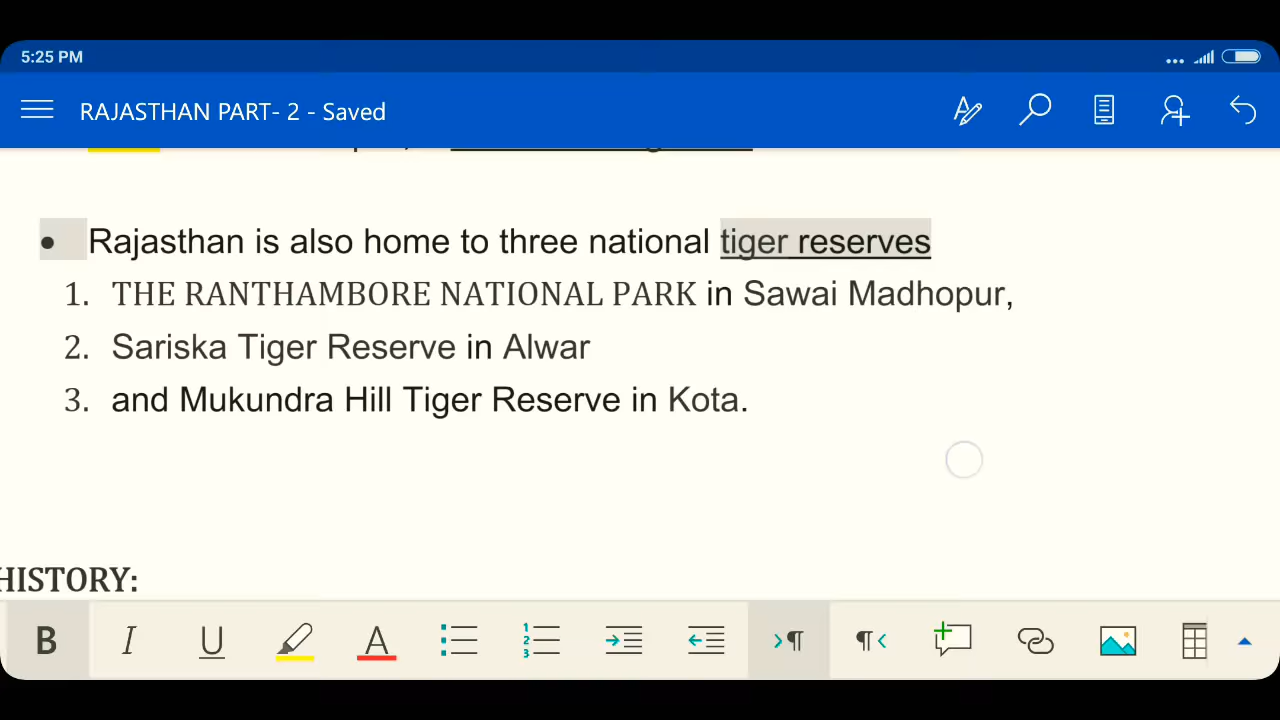 5:25 PM
RAJASTHAN PART- 2 - Saved
• Rajasthan is also home to three national tiger reserves
1. THE RANTHAMBORE NATIONAL PARK in Sawai Madhopur,
2. Sariska Tiger Reserve in Alwar
3. and Mukundra Hill Tiger Reserve in Kota.
HISTORY:
B I U A